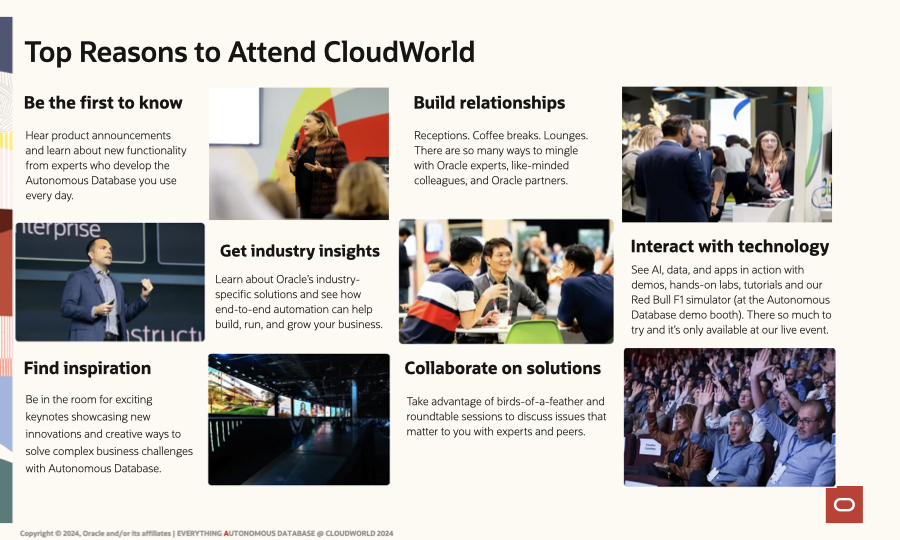 Top Reasons to Attend CloudWorld
Be the first to know
Hear product announcements
and learn about new functionality
from experts who develop the
Autonomous Database you use
every day.
Build relationships
Receptions. Coffee breaks. Lounges.
There are so many ways to mingle
with Oracle experts, like-minded
colleagues, and Oracle partners.
nterprise
structu
Get industry insights
Learn about Oracle's industry-
specific solutions and see how
end-to-end automation can help
build, run, and grow your business.
Interact with technology
See AI, data, and apps in action with
demos, hands-on labs, tutorials and our
Red Bull F1 simulator (at the Autonomous
Database demo booth). There so much to
try and it's only available at our live event.
Find inspiration
Be in the room for exciting
keynotes showcasing new
innovations and creative ways to
solve complex business challenges
with Autonomous Database.
Collaborate on solutions
Take advantage of birds-of-a-feather and
roundtable sessions to discuss issues that
matter to you with experts and peers.
Copyright © 2024, Oracle and/or its affiliates | EVERYTHING AUTONOMOUS DATABASE @ CLOUDWORLD 2024